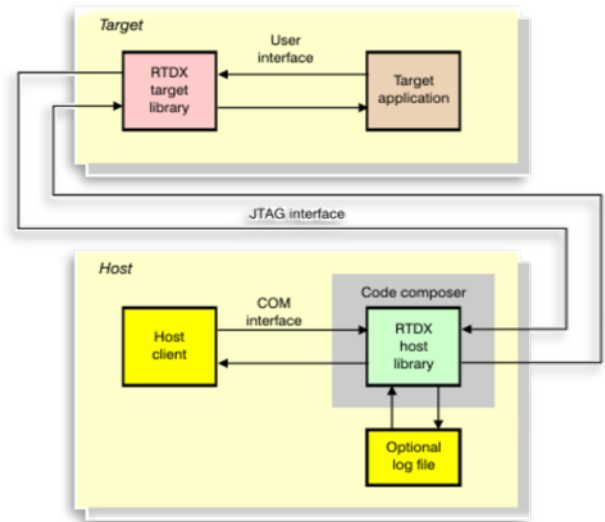 Target
User
interface
RTDX
target
library
Target
application
JTAG interface
Host
Code composer
COM
interface
Host
client
RTDX
host
library
Optional
log file